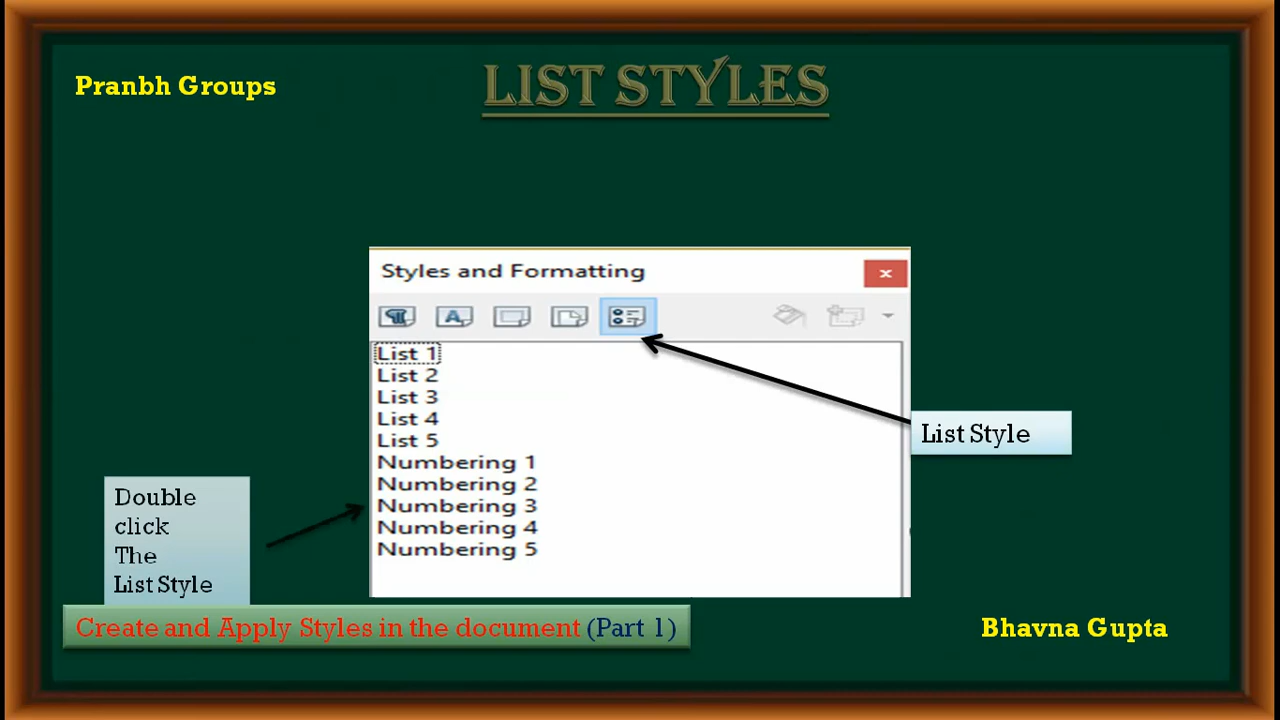 Pranbh Groups
LIST STYLES
Styles and Formatting
List 1
List 2
List 3
List 4
List 5
Numbering 1
Numbering 2
Numbering 3
Numbering 4
Numbering 5
List Style
Double
click
The
List Style
Create and Apply Styles in the document (Part 1)
Bhavna Gupta